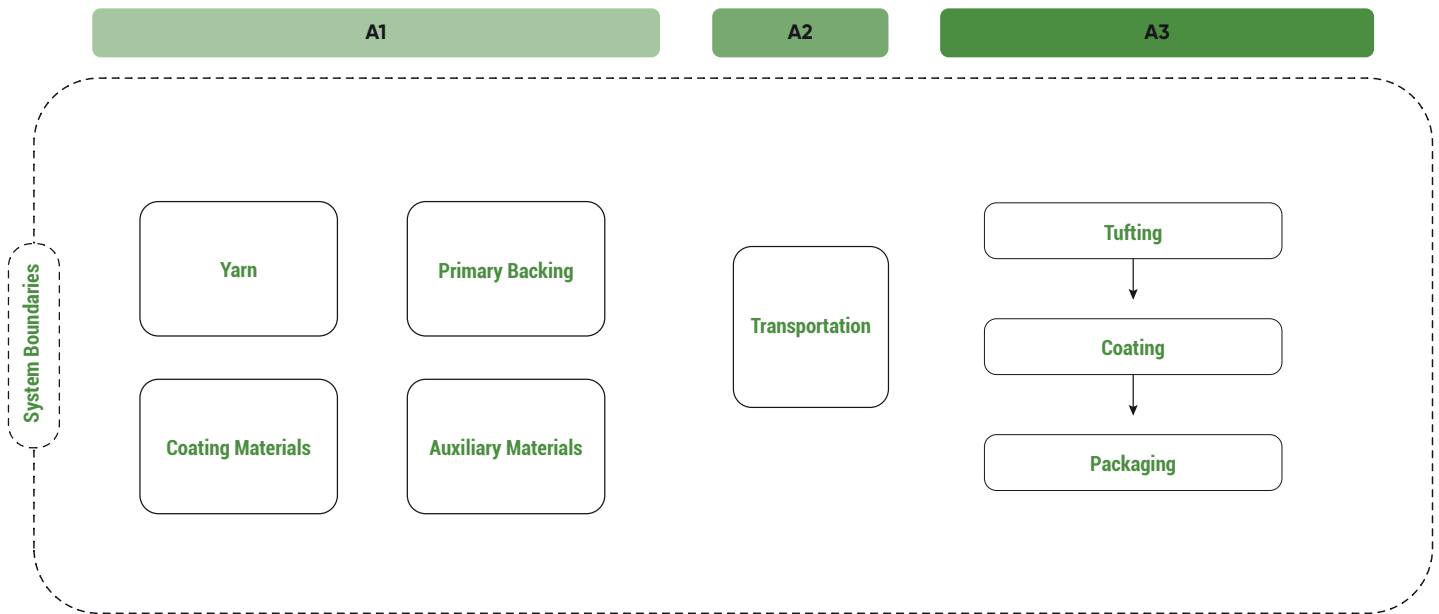 A1
A2
A3
System Boundaries
Yarn
Primary Backing
Coating Materials
Auxiliary Materials
Transportation
Tufting
Coating
Packaging